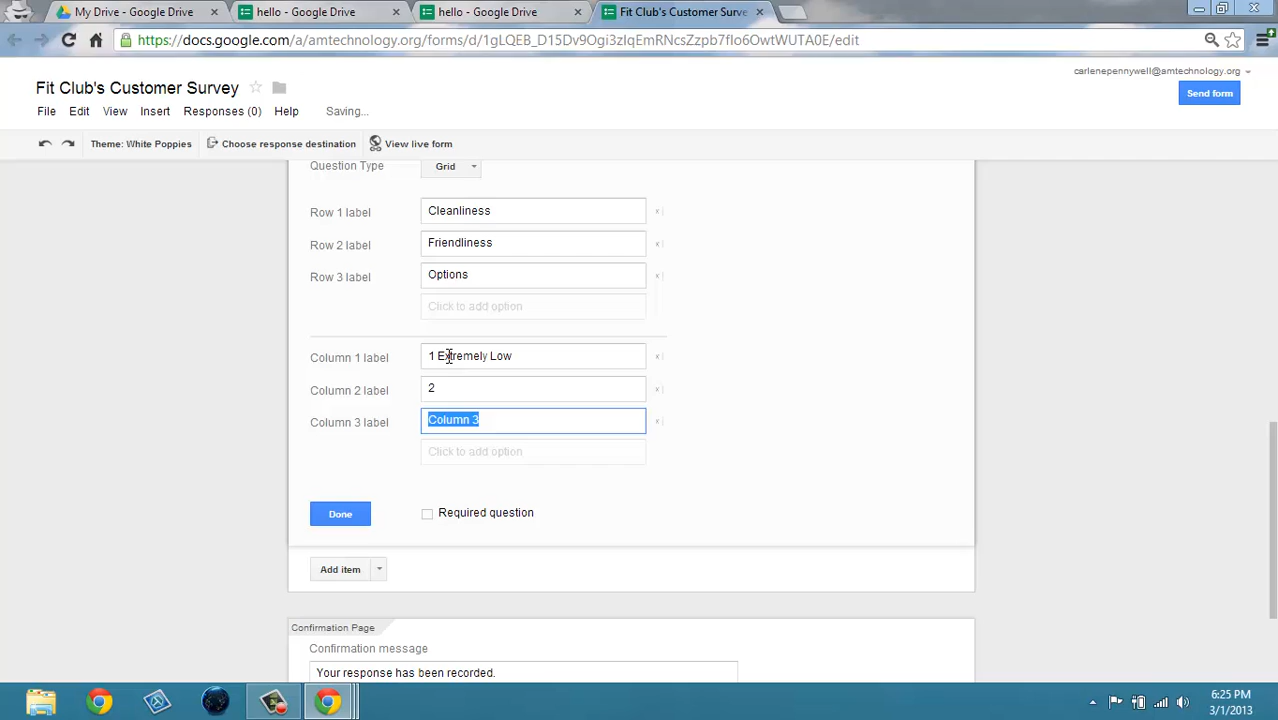 My Drive - Google Drive
hello - Google Drive
hello - Google Drive
Fit Club's Customer Surve
https://docs.google.com/a/amtechnology.org/forms/d/1gLQEB_D15Dv9Ogi3zIqEmRNcsZzpb7fIo6OwtWUTA0E/edit
Fit Club's Customer Survey
carlenepennywell@amtechnology.org
Send form
File Edit View Insert Responses (0) Help Saving...
Theme: White Poppies Choose response destination View live form
Question Type Grid
Row 1 label Cleanliness x
Row 2 label Friendliness x
Row 3 label Options x
Click to add option
Column 1 label 1 Extremely Low x
Column 2 label 2 x
Column 3 label Column 3 x
Click to add option
Done Required question
Add item
Confirmation Page
Confirmation message
Your response has been recorded.
6:25 PM
3/1/2013